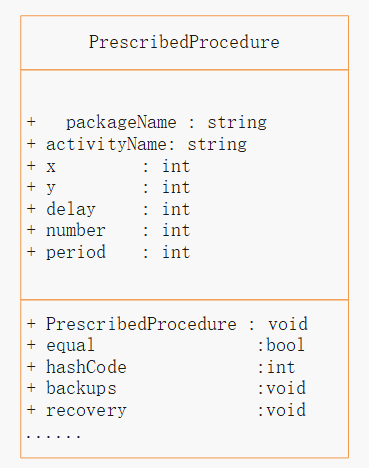 PrescribedProcedure
+ packageName : string
+ activityName: string
+ x : int
+ y : int
+ delay : int
+ number : int
+ period : int
+ PrescribedProcedure : void
+ equal :bool
+ hashCode :int
+ backups :void
+ recovery :void
......